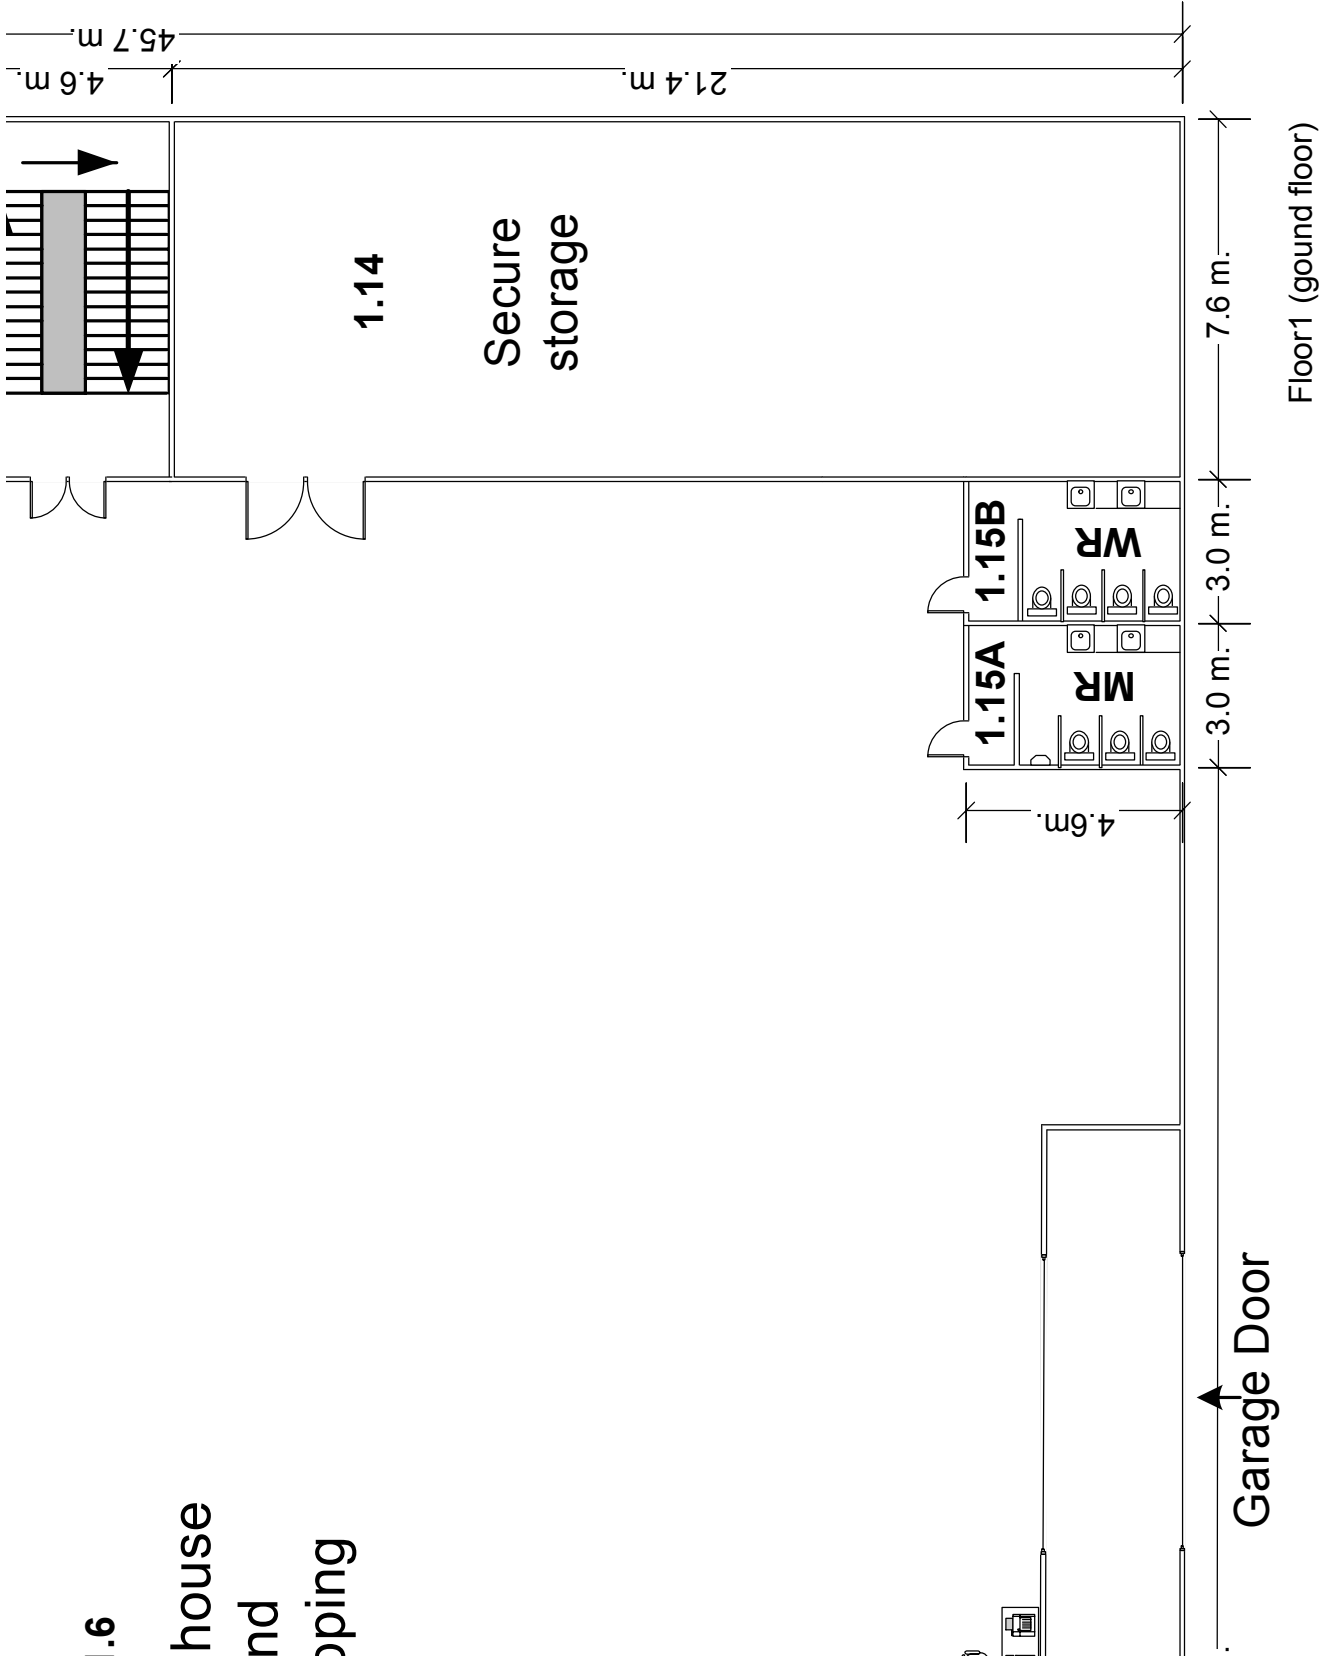 45.7 m.
4.6 m.
21.4 m.
1.14
Secure
storage
7.6 m.
Floor1 (gound floor)
1.15B
WR
3.0 m.
1.15A
MR
3.0 m.
4.6m.
Garage Door
.6
house
nd
pping